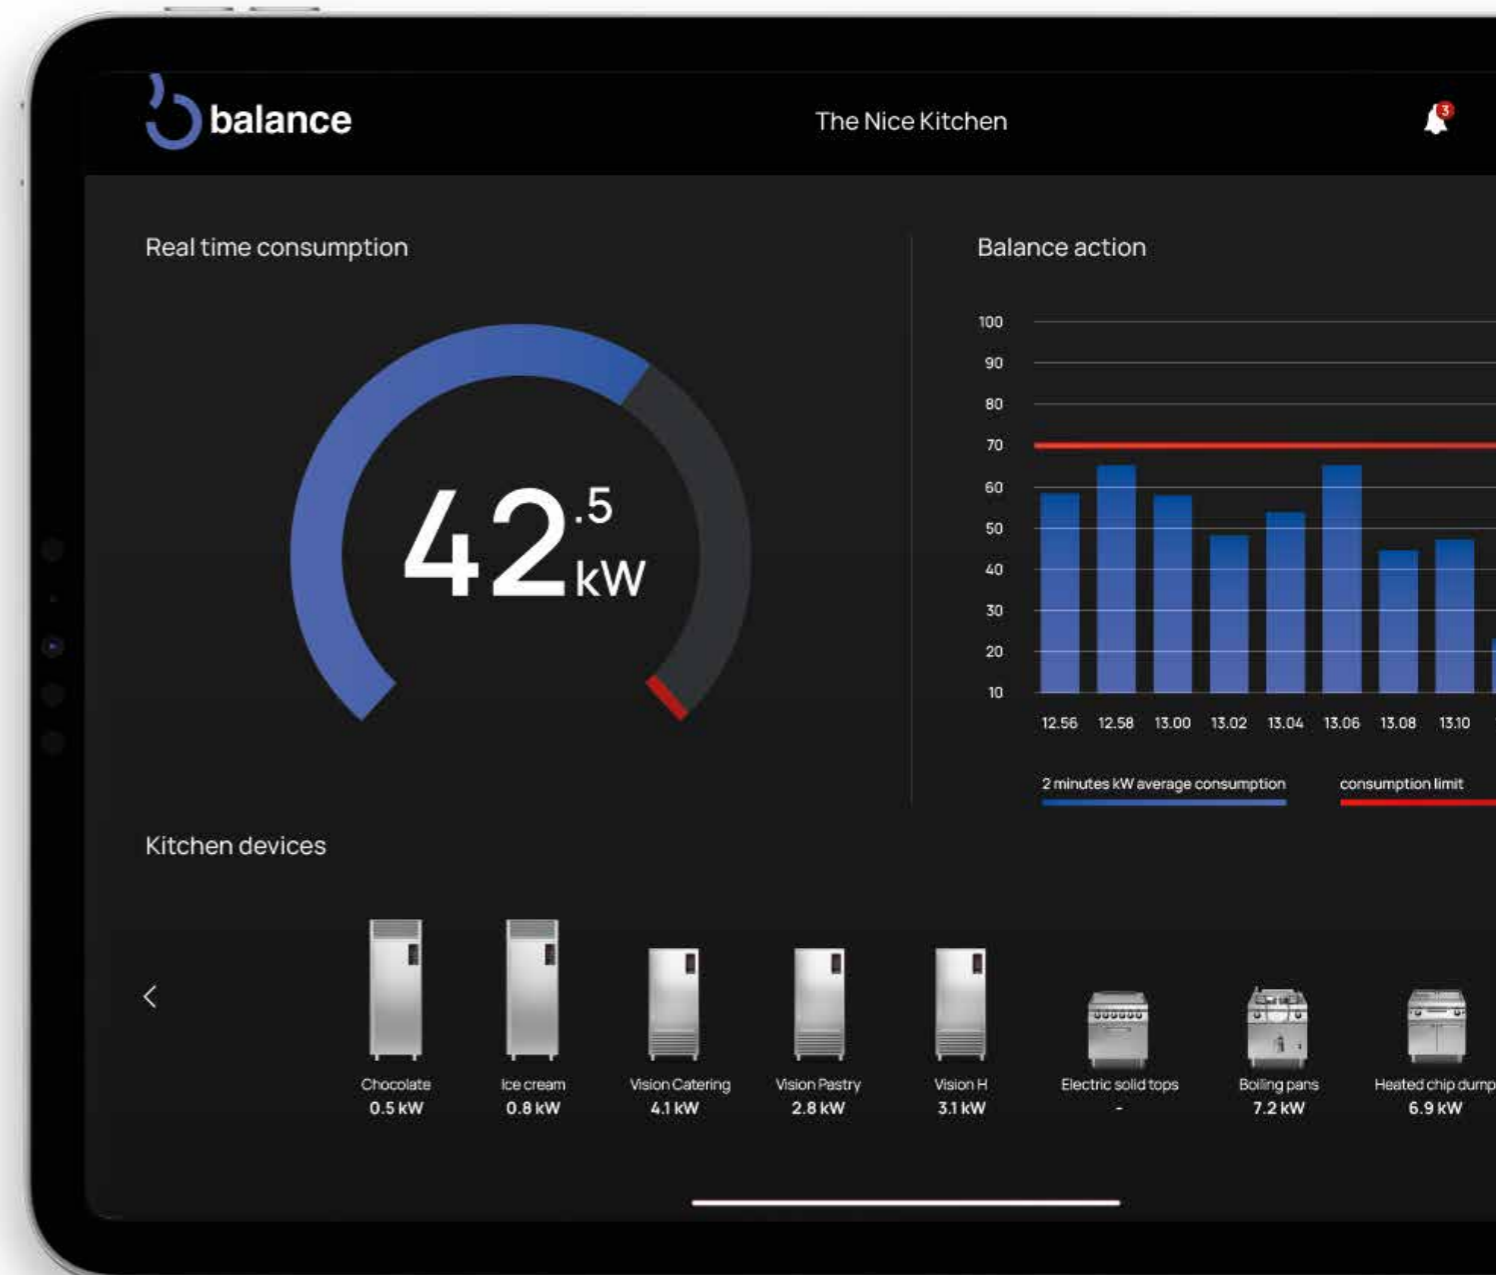 balance
The Nice Kitchen
3
Real time consumption
42.5 kW
Balance action
100
90
80
70
60
50
40
30
20
10
12.56 12.58 13.00 13.02 13.04 13.06 13.08 13.10
2 minutes kW average consumption
consumption limit
Kitchen devices
Chocolate
0.5 kW
Ice cream
0.8 kW
Vision Catering
4.1 kW
Vision Pastry
2.8 kW
Vision H
3.1 kW
Electric solid tops
-
Boiling pans
7.2 kW
Heated chip dump
6.9 kW